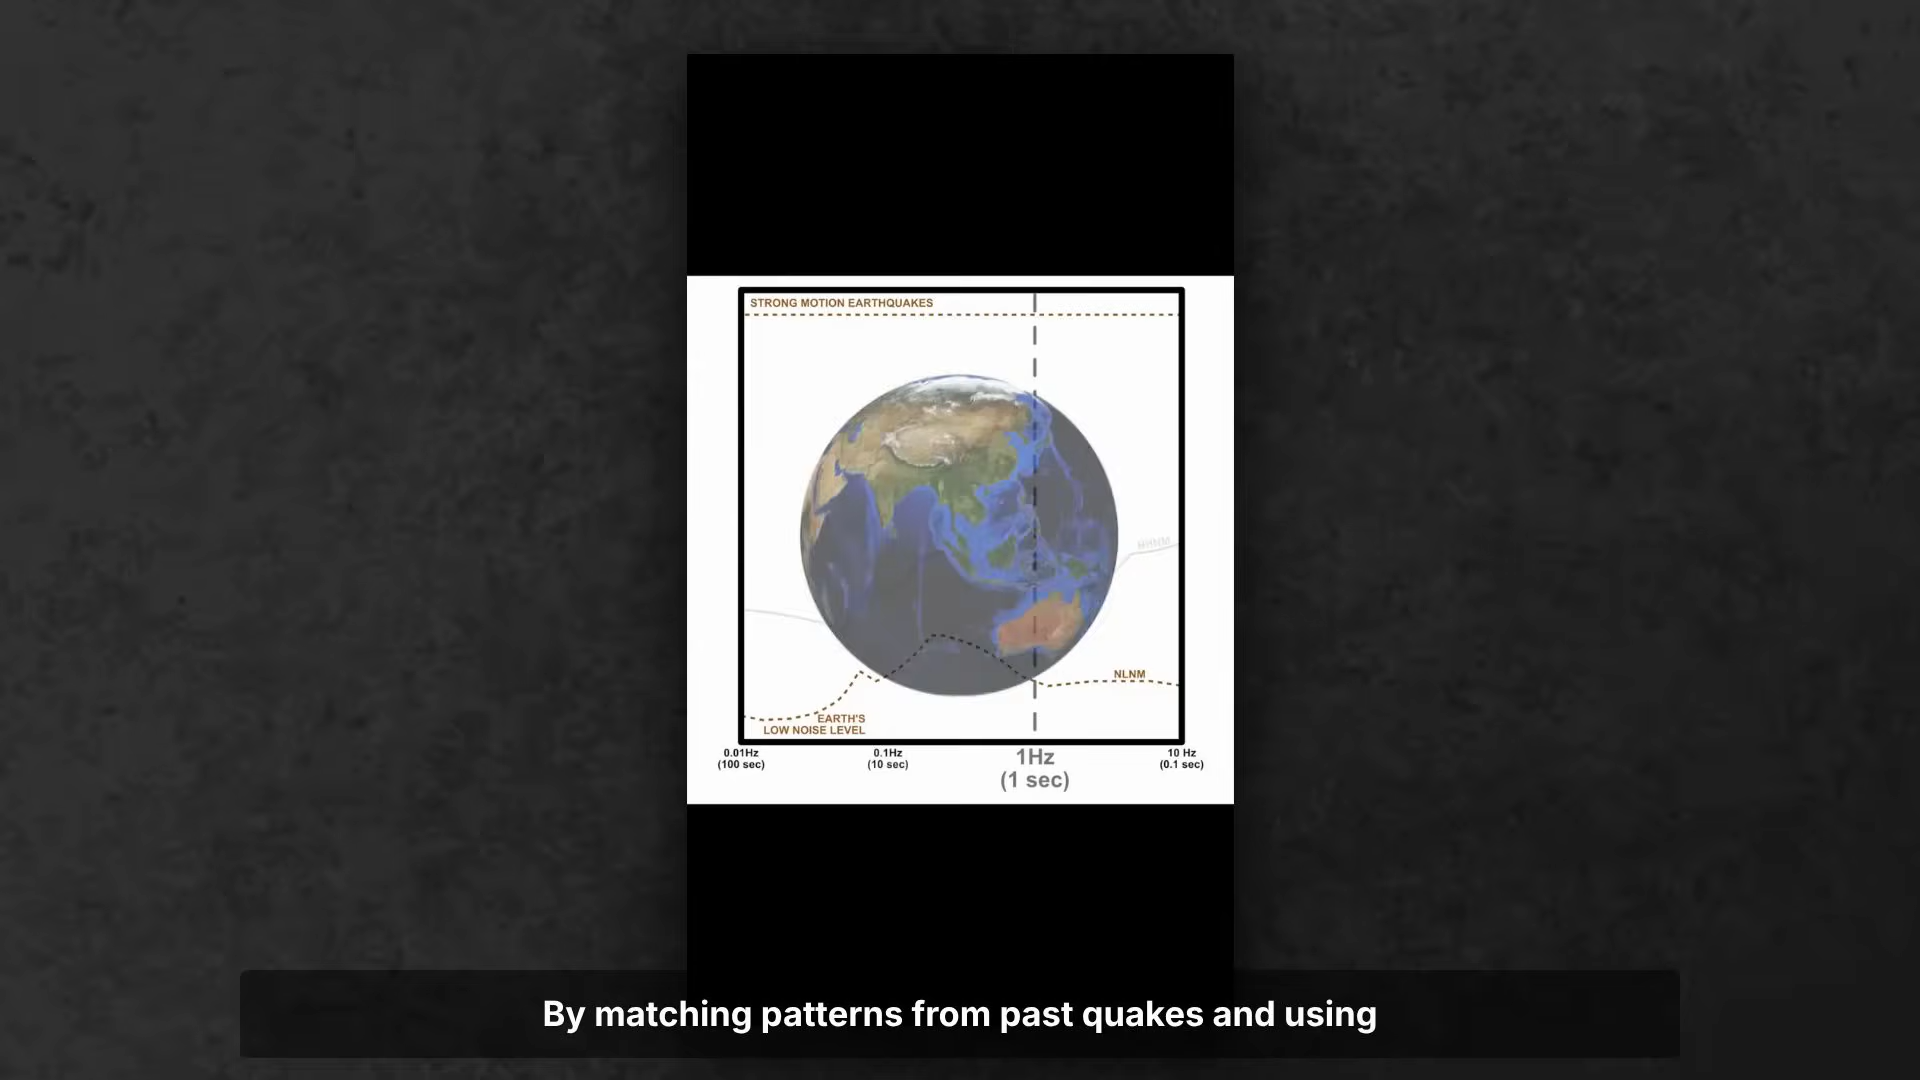 STRONG MOTION EARTHQUAKES
NHNM
NLNM
EARTH'S
LOW NOISE LEVEL
0.01Hz
(100 sec)
0.1Hz
(10 sec)
1Hz
(1 sec)
10 Hz
(0.1 sec)
By matching patterns from past quakes and using